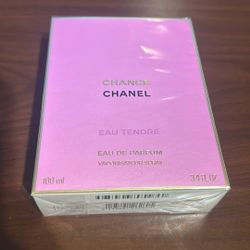 CHANCE
CHANEL
EAU TENDRE
EAU DE PARFUM
100 ml 3.4 FL. OZ.